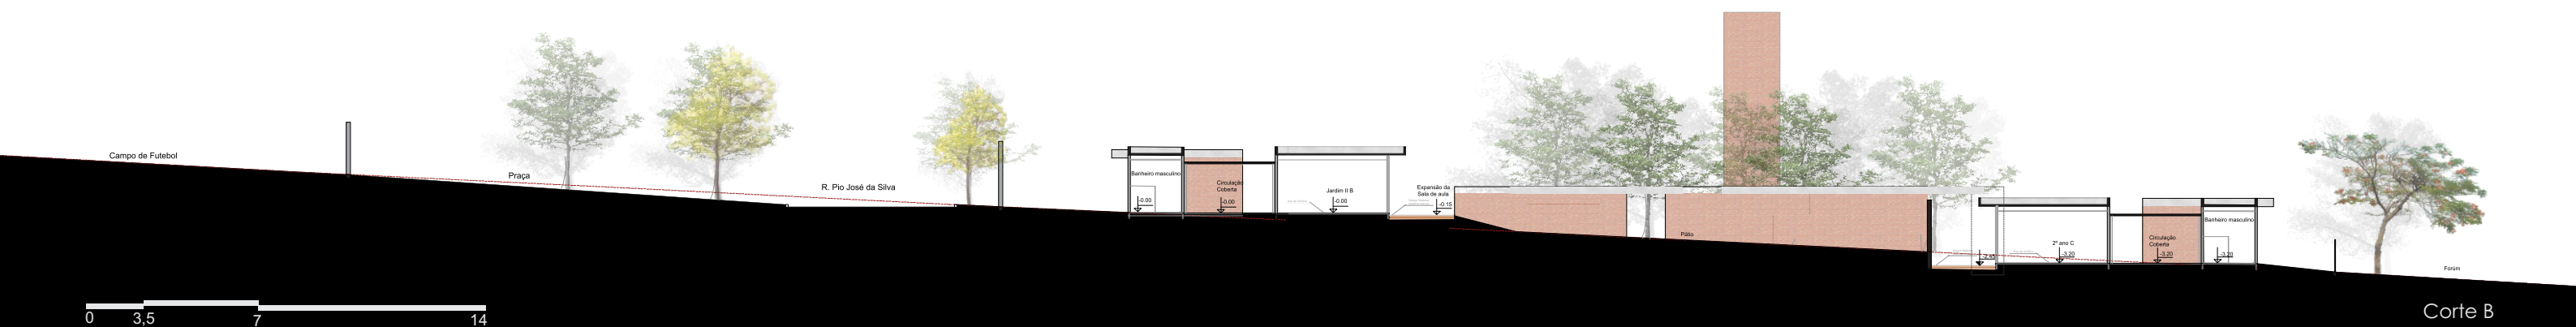 Campo de Futebol
Praça
R. Pio José da Silva
Banheiro masculino
-0.00
Circulação
Coberta
-0.00
Jardim II B
-0.00
Expansão da
Sala de aula
-0.15
Pátio
2º ano C
-3.20
Circulação
Coberta
-3.20
Banheiro masculino
-3.20
Forúm
0
3,5
7
14
Corte B